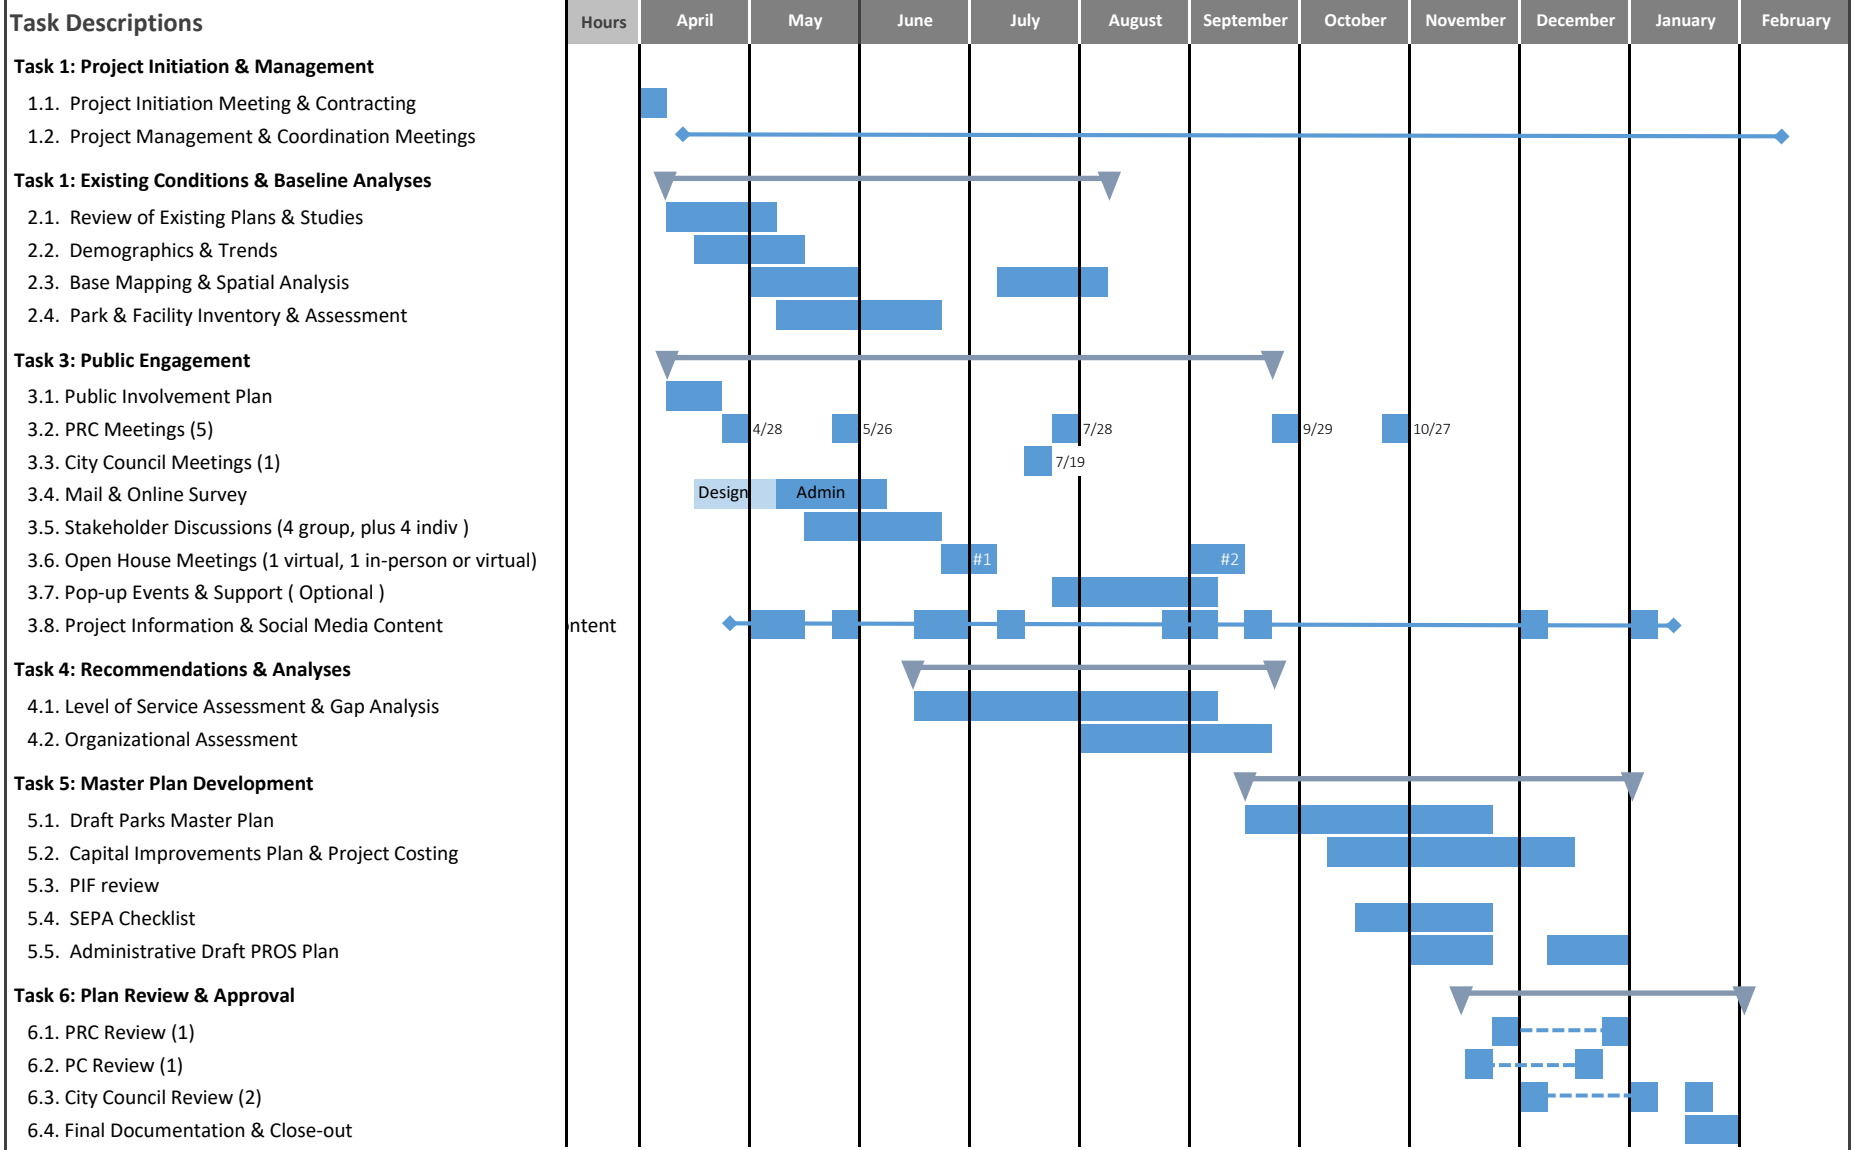 Task Descriptions Hours April May June July August September October November December January February
Task 1: Project Initiation & Management
1.1. Project Initiation Meeting & Contracting
1.2. Project Management & Coordination Meetings
Task 1: Existing Conditions & Baseline Analyses
2.1. Review of Existing Plans & Studies
2.2. Demographics & Trends
2.3. Base Mapping & Spatial Analysis
2.4. Park & Facility Inventory & Assessment
Task 3: Public Engagement
3.1. Public Involvement Plan
3.2. PRC Meetings (5) 4/28 5/26 7/28 9/29 10/27
3.3. City Council Meetings (1) 7/19
3.4. Mail & Online Survey Design Admin
3.5. Stakeholder Discussions (4 group, plus 4 indiv )
3.6. Open House Meetings (1 virtual, 1 in-person or virtual) #1 #2
3.7. Pop-up Events & Support ( Optional )
3.8. Project Information & Social Media Content ntent
Task 4: Recommendations & Analyses
4.1. Level of Service Assessment & Gap Analysis
4.2. Organizational Assessment
Task 5: Master Plan Development
5.1. Draft Parks Master Plan
5.2. Capital Improvements Plan & Project Costing
5.3. PIF review
5.4. SEPA Checklist
5.5. Administrative Draft PROS Plan
Task 6: Plan Review & Approval
6.1. PRC Review (1)
6.2. PC Review (1)
6.3. City Council Review (2)
6.4. Final Documentation & Close-out